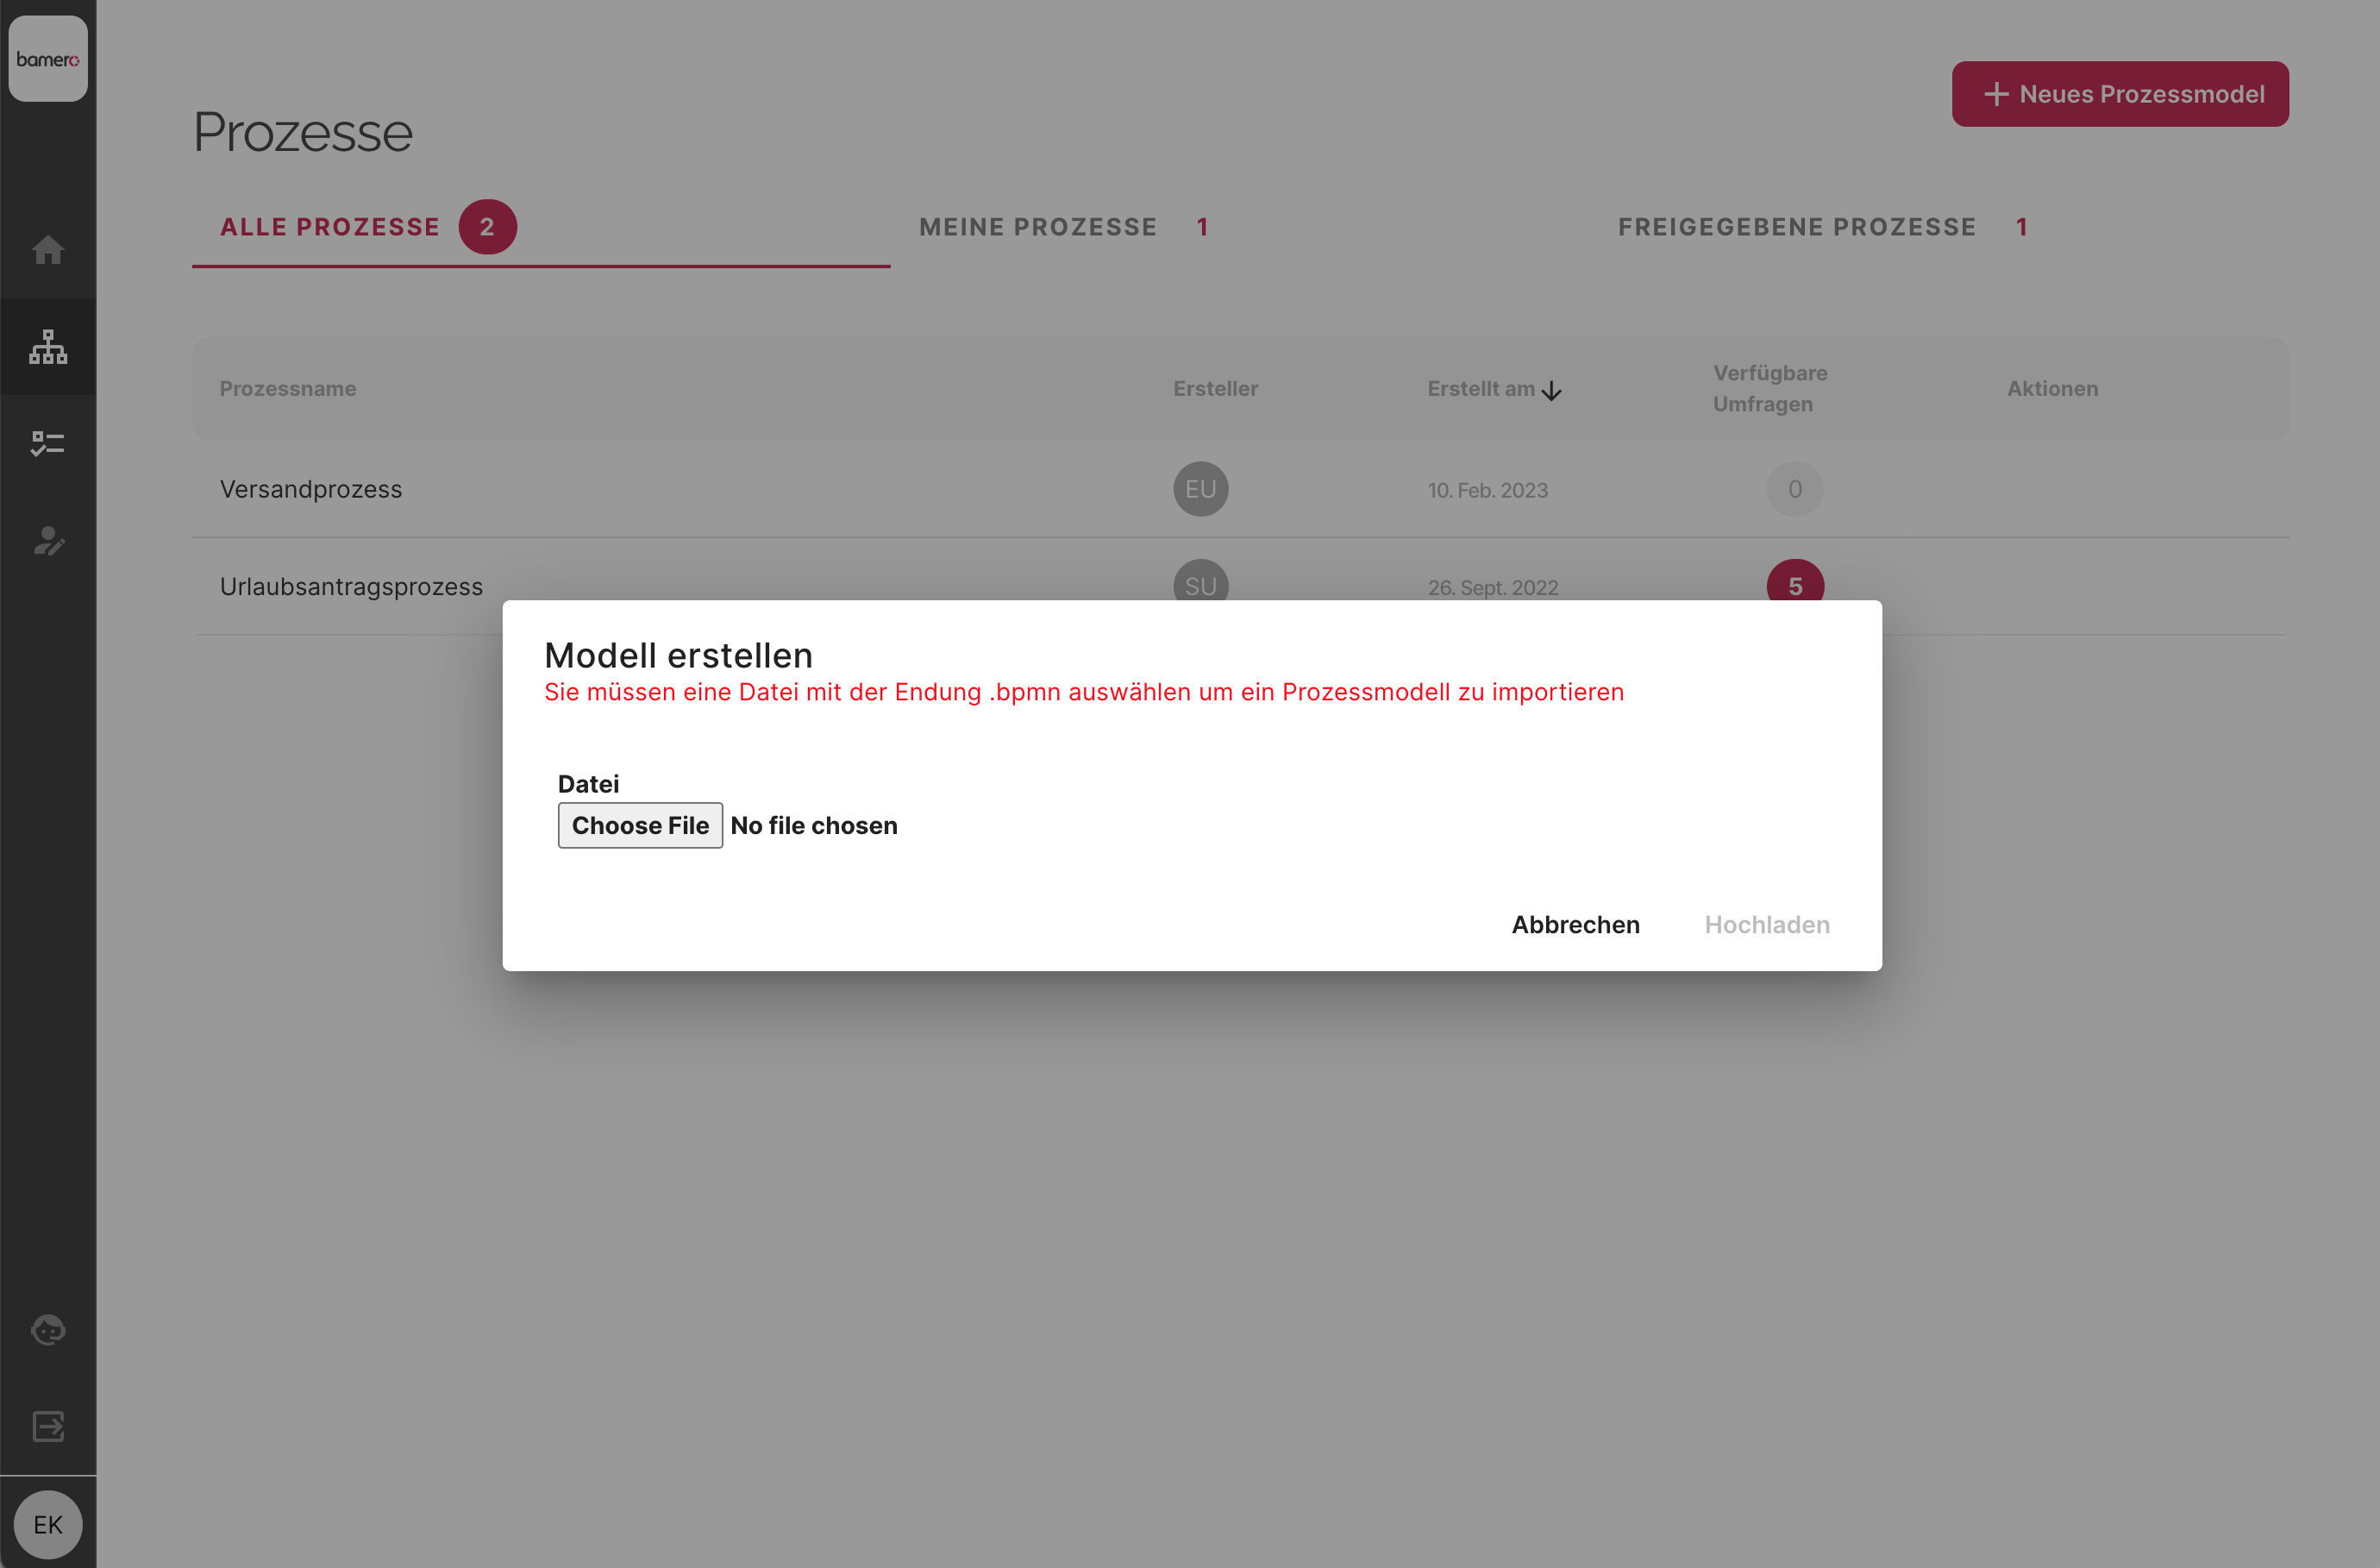 bamero
+ Neues Prozessmodel
Prozesse
ALLE PROZESSE 2 MEINE PROZESSE 1 FREIGEGEBENE PROZESSE 1
Prozessname Ersteller Erstellt am Verfügbare Umfragen Aktionen
Versandprozess EU 10. Feb. 2023 0
Urlaubsantragsprozess SU 26. Sept. 2022 5
Modell erstellen
Sie müssen eine Datei mit der Endung .bpmn auswählen um ein Prozessmodell zu importieren
Datei
Choose File No file chosen
Abbrechen Hochladen
EK